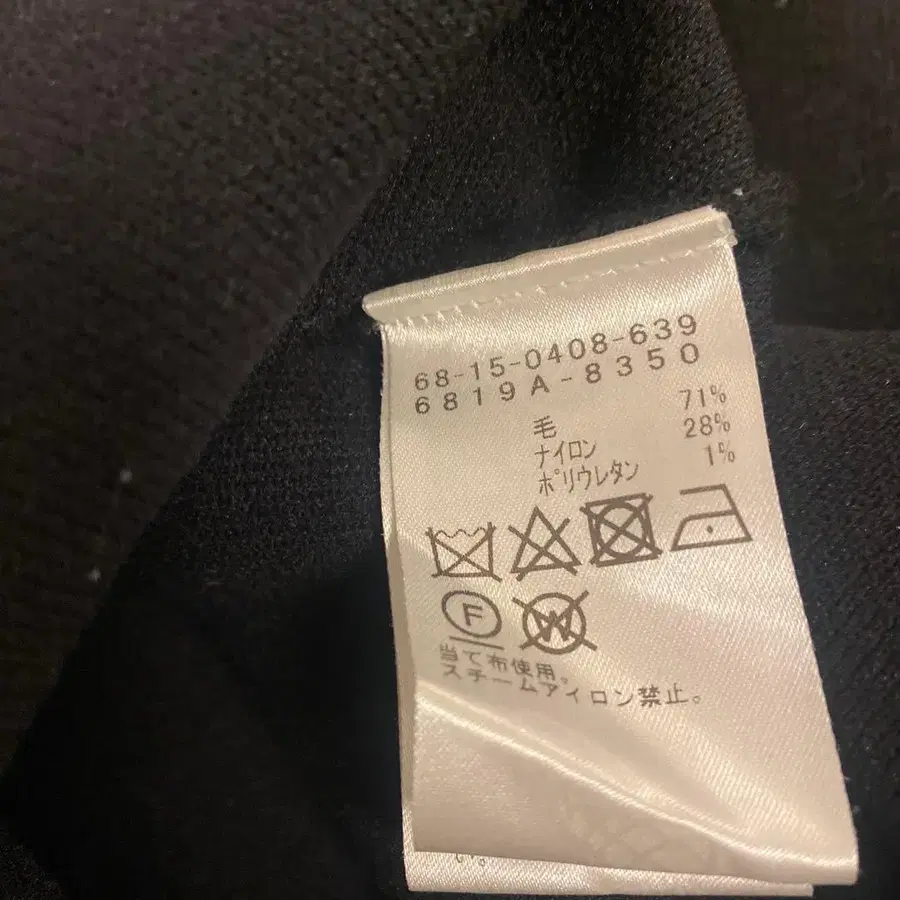 68-15-0408-639
6819A-8350
毛 71%
ナイロン 28%
ポリウレタン 1%
F
W
当て布使用。
スチームアイロン禁止。